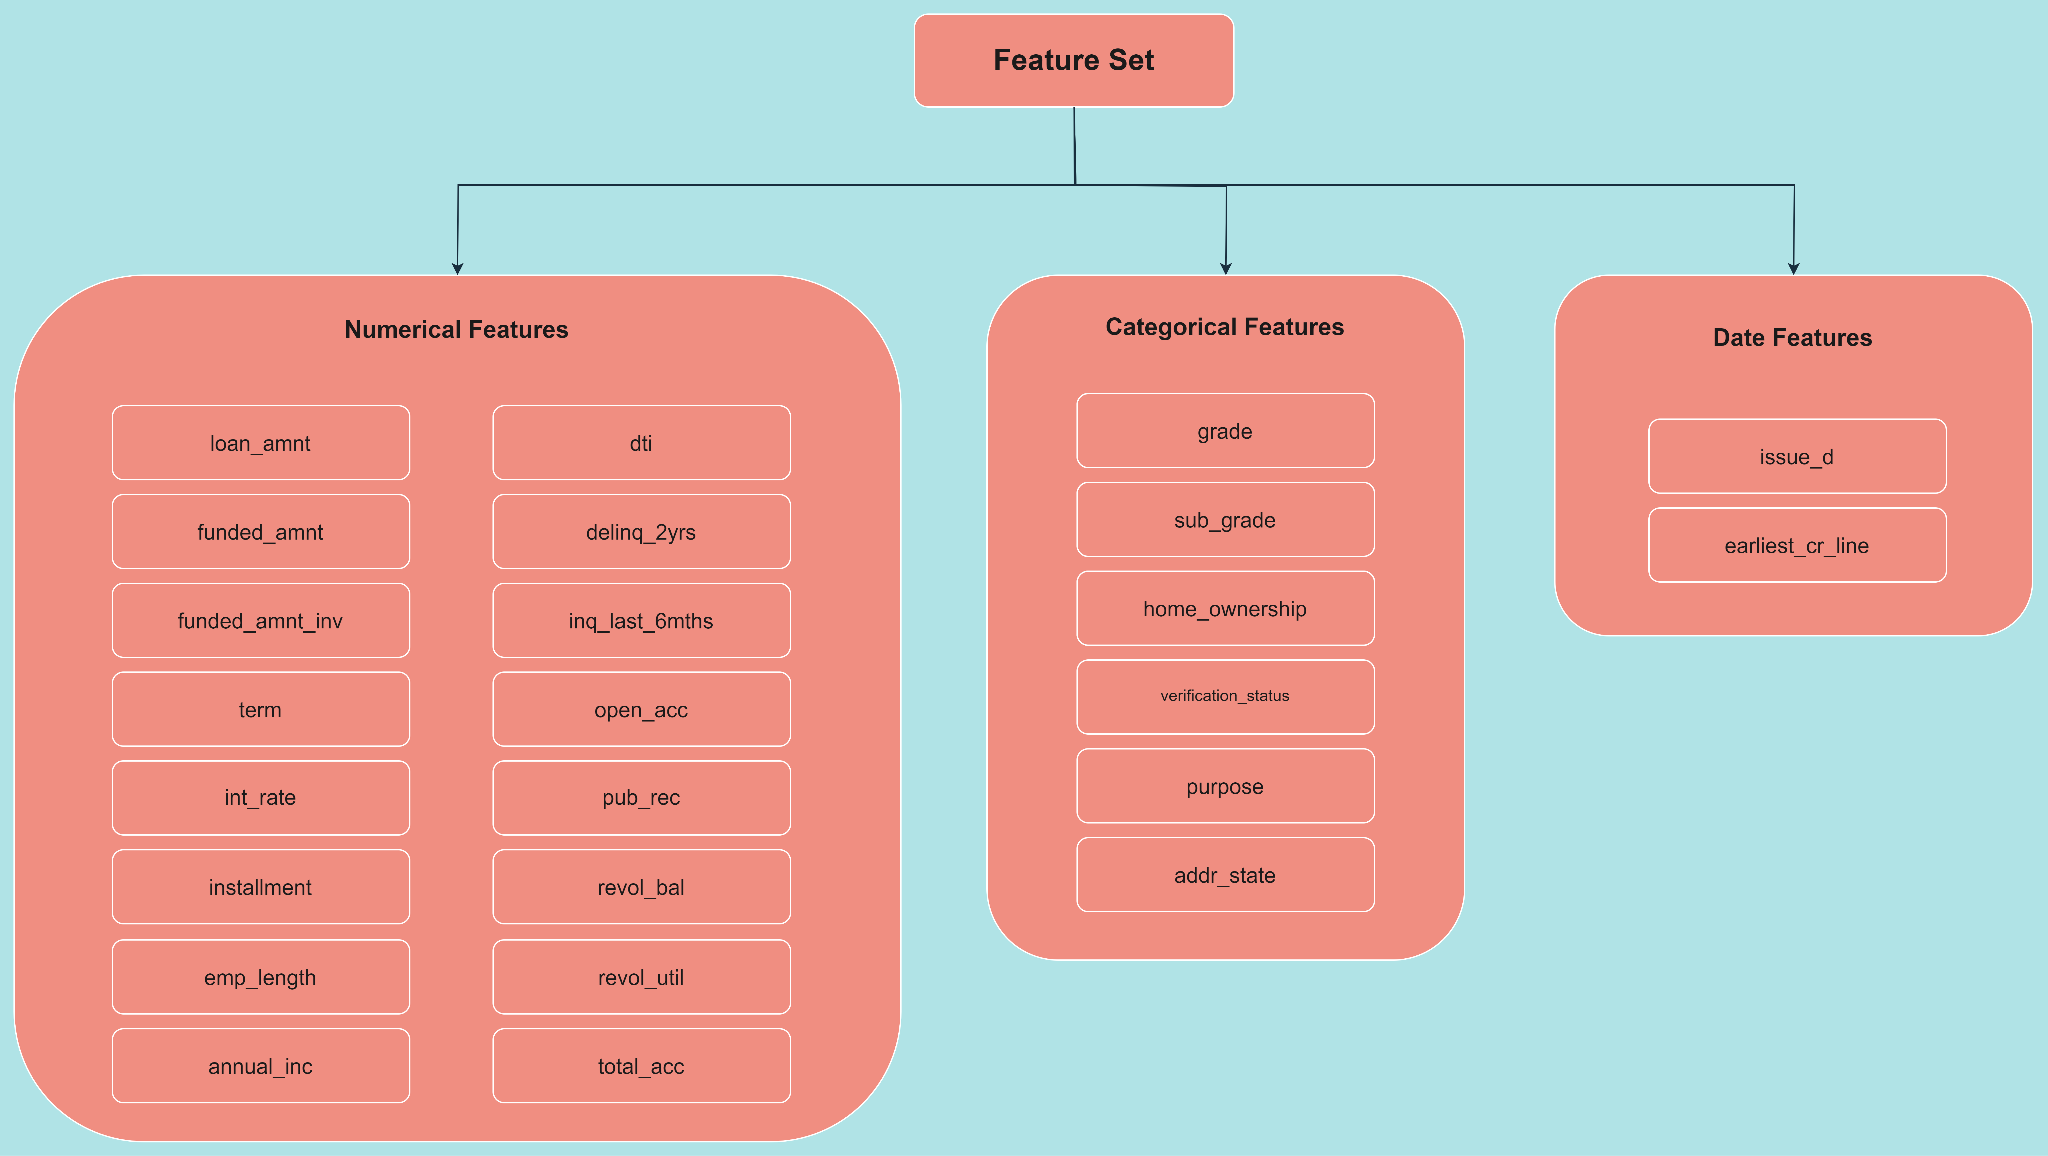 Feature Set
Numerical Features
loan_amnt
funded_amnt
funded_amnt_inv
term
int_rate
installment
emp_length
annual_inc
dti
delinq_2yrs
inq_last_6mths
open_acc
pub_rec
revol_bal
revol_util
total_acc
Categorical Features
grade
sub_grade
home_ownership
verification_status
purpose
addr_state
Date Features
issue_d
earliest_cr_line